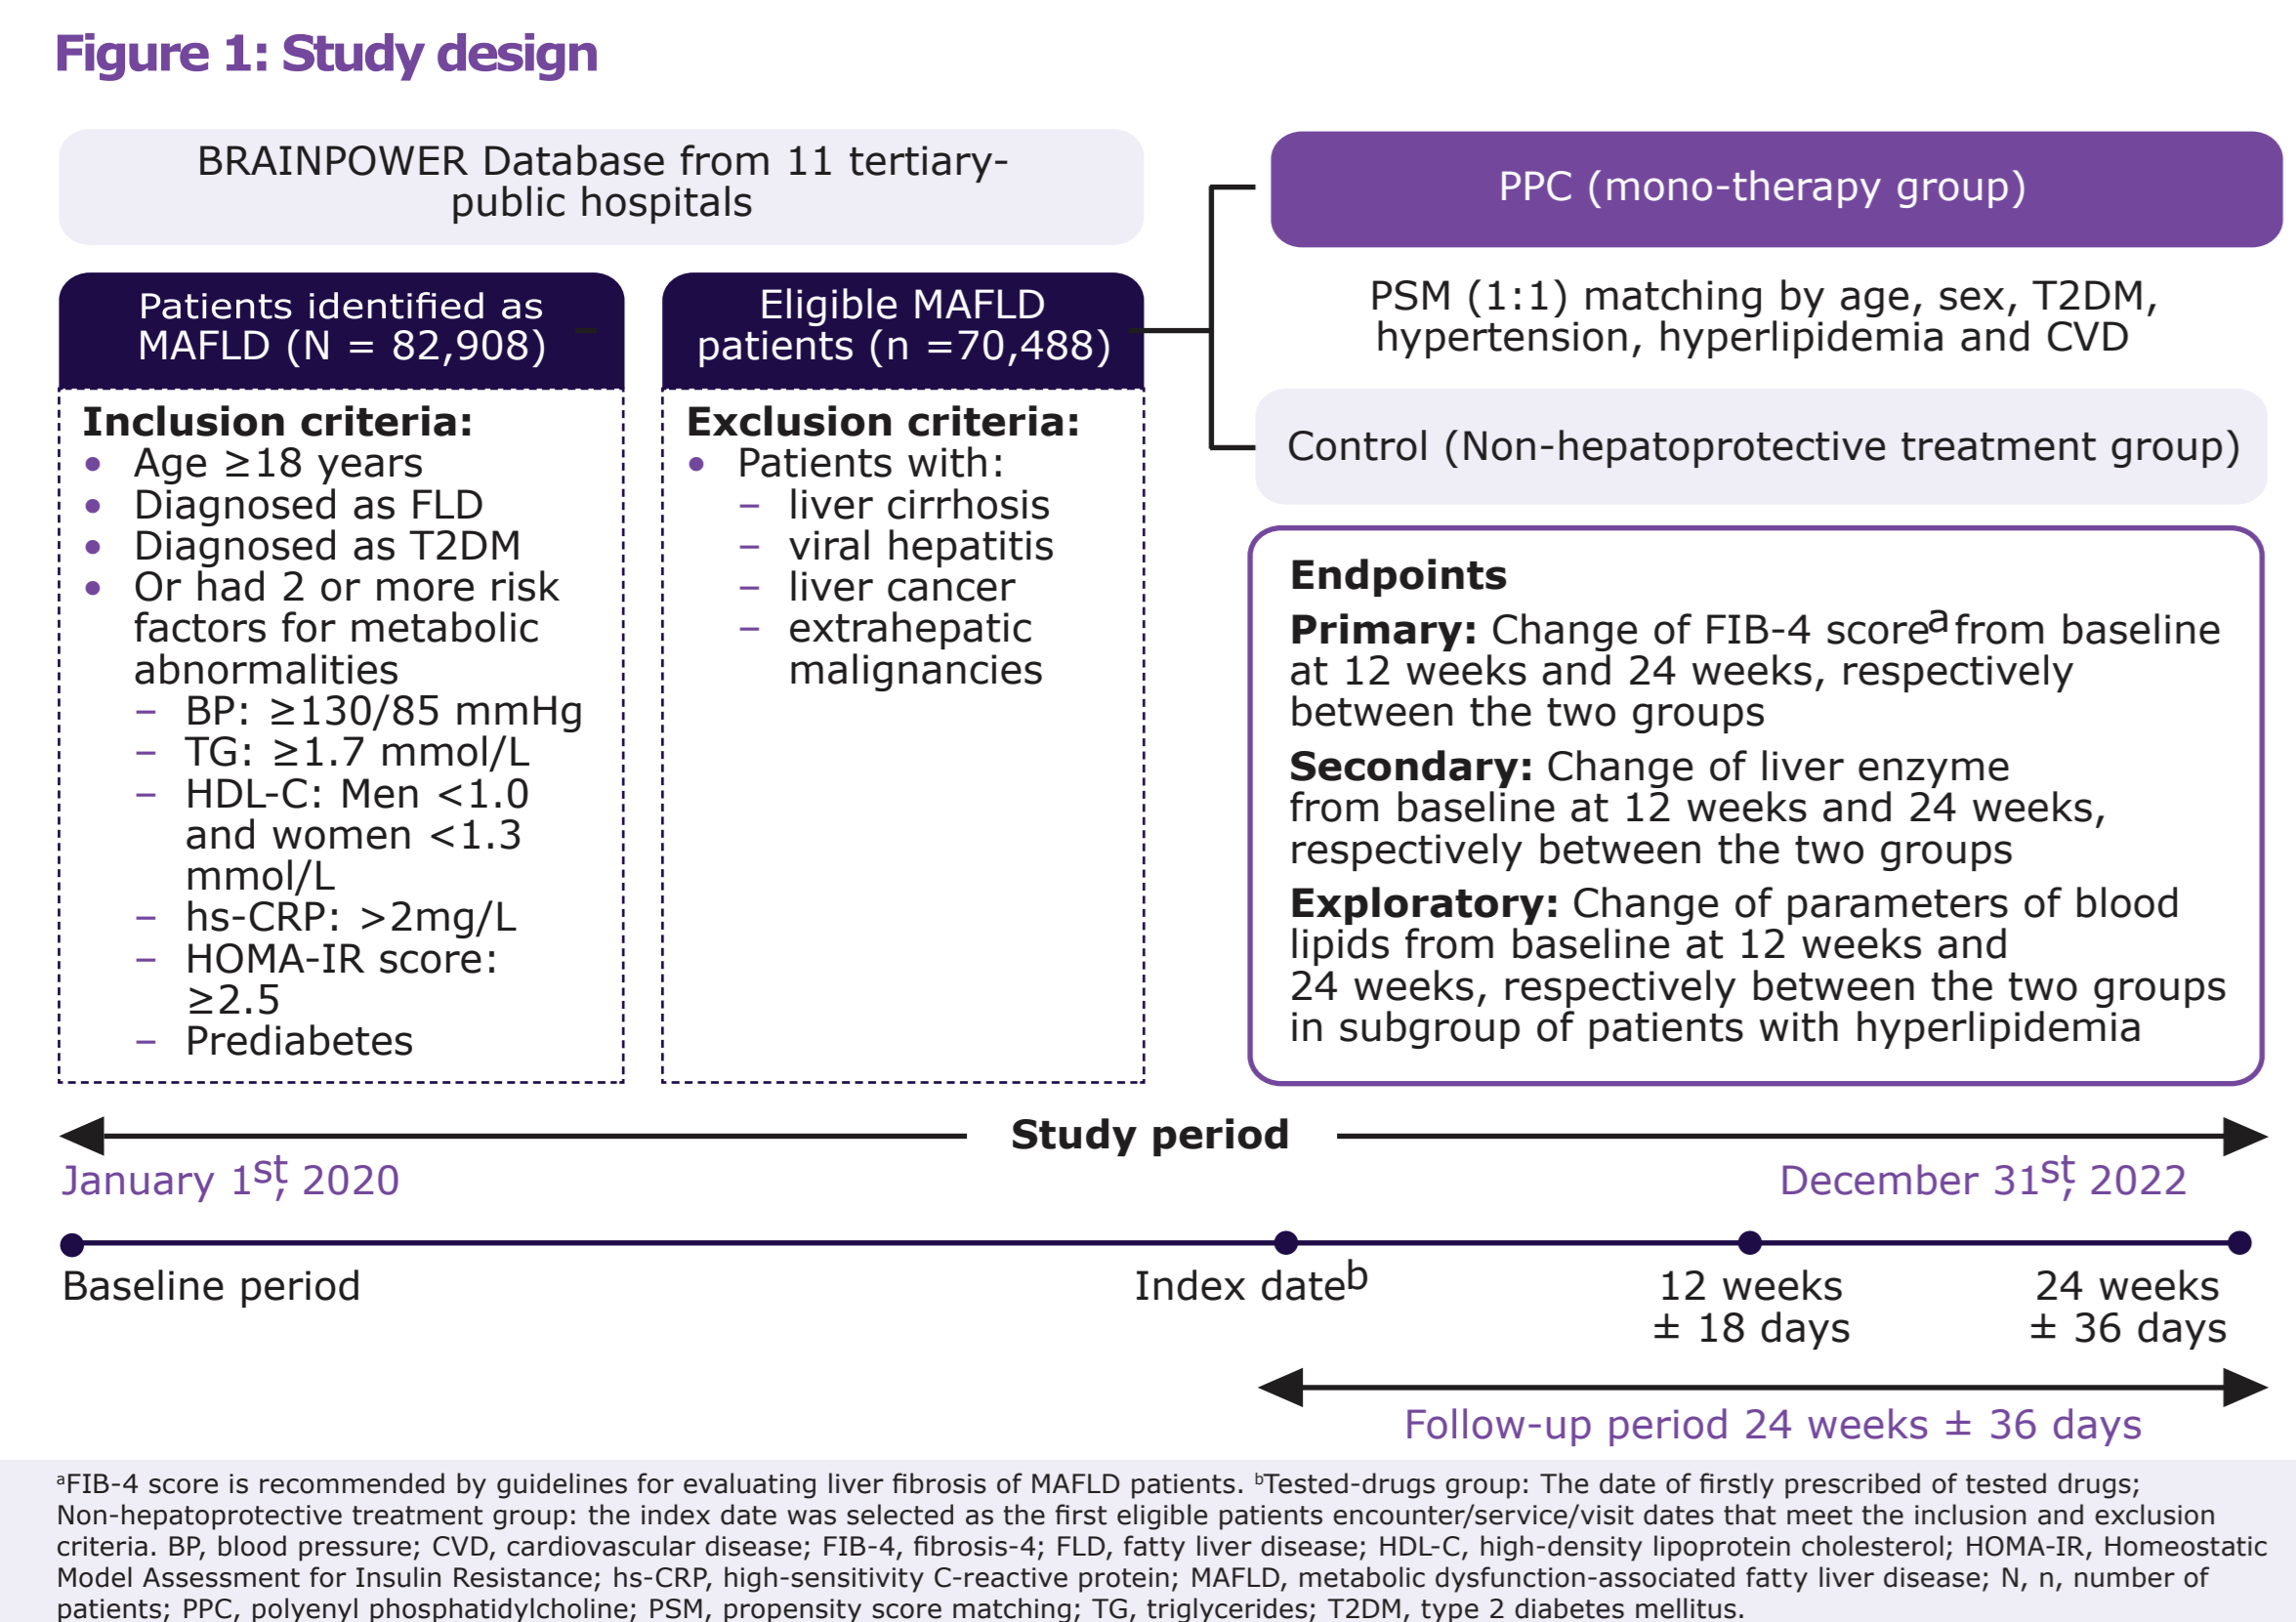 Figure 1: Study design
BRAINPOWER Database from 11 tertiary-
public hospitals
Patients identified as
MAFLD (N = 82,908)
Inclusion criteria:
• Age ≥18 years
• Diagnosed as FLD
• Diagnosed as T2DM
• Or had 2 or more risk
factors for metabolic
abnormalities
– BP: ≥130/85 mmHg
– TG: ≥1.7 mmol/L
– HDL-C: Men <1.0
and women <1.3
mmol/L
– hs-CRP: >2mg/L
– HOMA-IR score:
≥2.5
– Prediabetes
Eligible MAFLD
patients (n =70,488)
Exclusion criteria:
• Patients with:
– liver cirrhosis
– viral hepatitis
– liver cancer
– extrahepatic
malignancies
PPC (mono-therapy group)
PSM (1:1) matching by age, sex, T2DM,
hypertension, hyperlipidemia and CVD
Control (Non-hepatoprotective treatment group)
Endpoints
Primary: Change of FIB-4 scoreᵃ from baseline
at 12 weeks and 24 weeks, respectively
between the two groups
Secondary: Change of liver enzyme
from baseline at 12 weeks and 24 weeks,
respectively between the two groups
Exploratory: Change of parameters of blood
lipids from baseline at 12 weeks and
24 weeks, respectively between the two groups
in subgroup of patients with hyperlipidemia
Study period
January 1st, 2020
December 31st, 2022
Baseline period
Index dateᵇ
12 weeks
± 18 days
24 weeks
± 36 days
Follow-up period 24 weeks ± 36 days
ᵃFIB-4 score is recommended by guidelines for evaluating liver fibrosis of MAFLD patients. ᵇTested-drugs group: The date of firstly prescribed of tested drugs;
Non-hepatoprotective treatment group: the index date was selected as the first eligible patients encounter/service/visit dates that meet the inclusion and exclusion
criteria. BP, blood pressure; CVD, cardiovascular disease; FIB-4, fibrosis-4; FLD, fatty liver disease; HDL-C, high-density lipoprotein cholesterol; HOMA-IR, Homeostatic
Model Assessment for Insulin Resistance; hs-CRP, high-sensitivity C-reactive protein; MAFLD, metabolic dysfunction-associated fatty liver disease; N, n, number of
patients; PPC, polyenyl phosphatidylcholine; PSM, propensity score matching; TG, triglycerides; T2DM, type 2 diabetes mellitus.